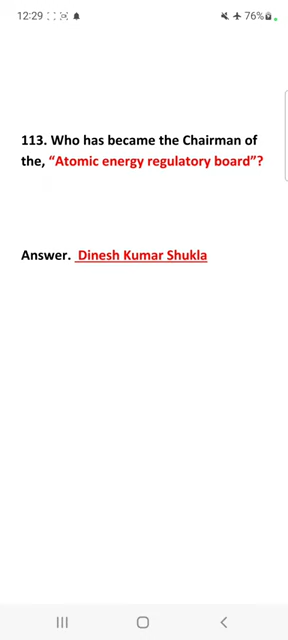 12:29
76%
113. Who has became the Chairman of
the, “Atomic energy regulatory board”?
Answer. Dinesh Kumar Shukla